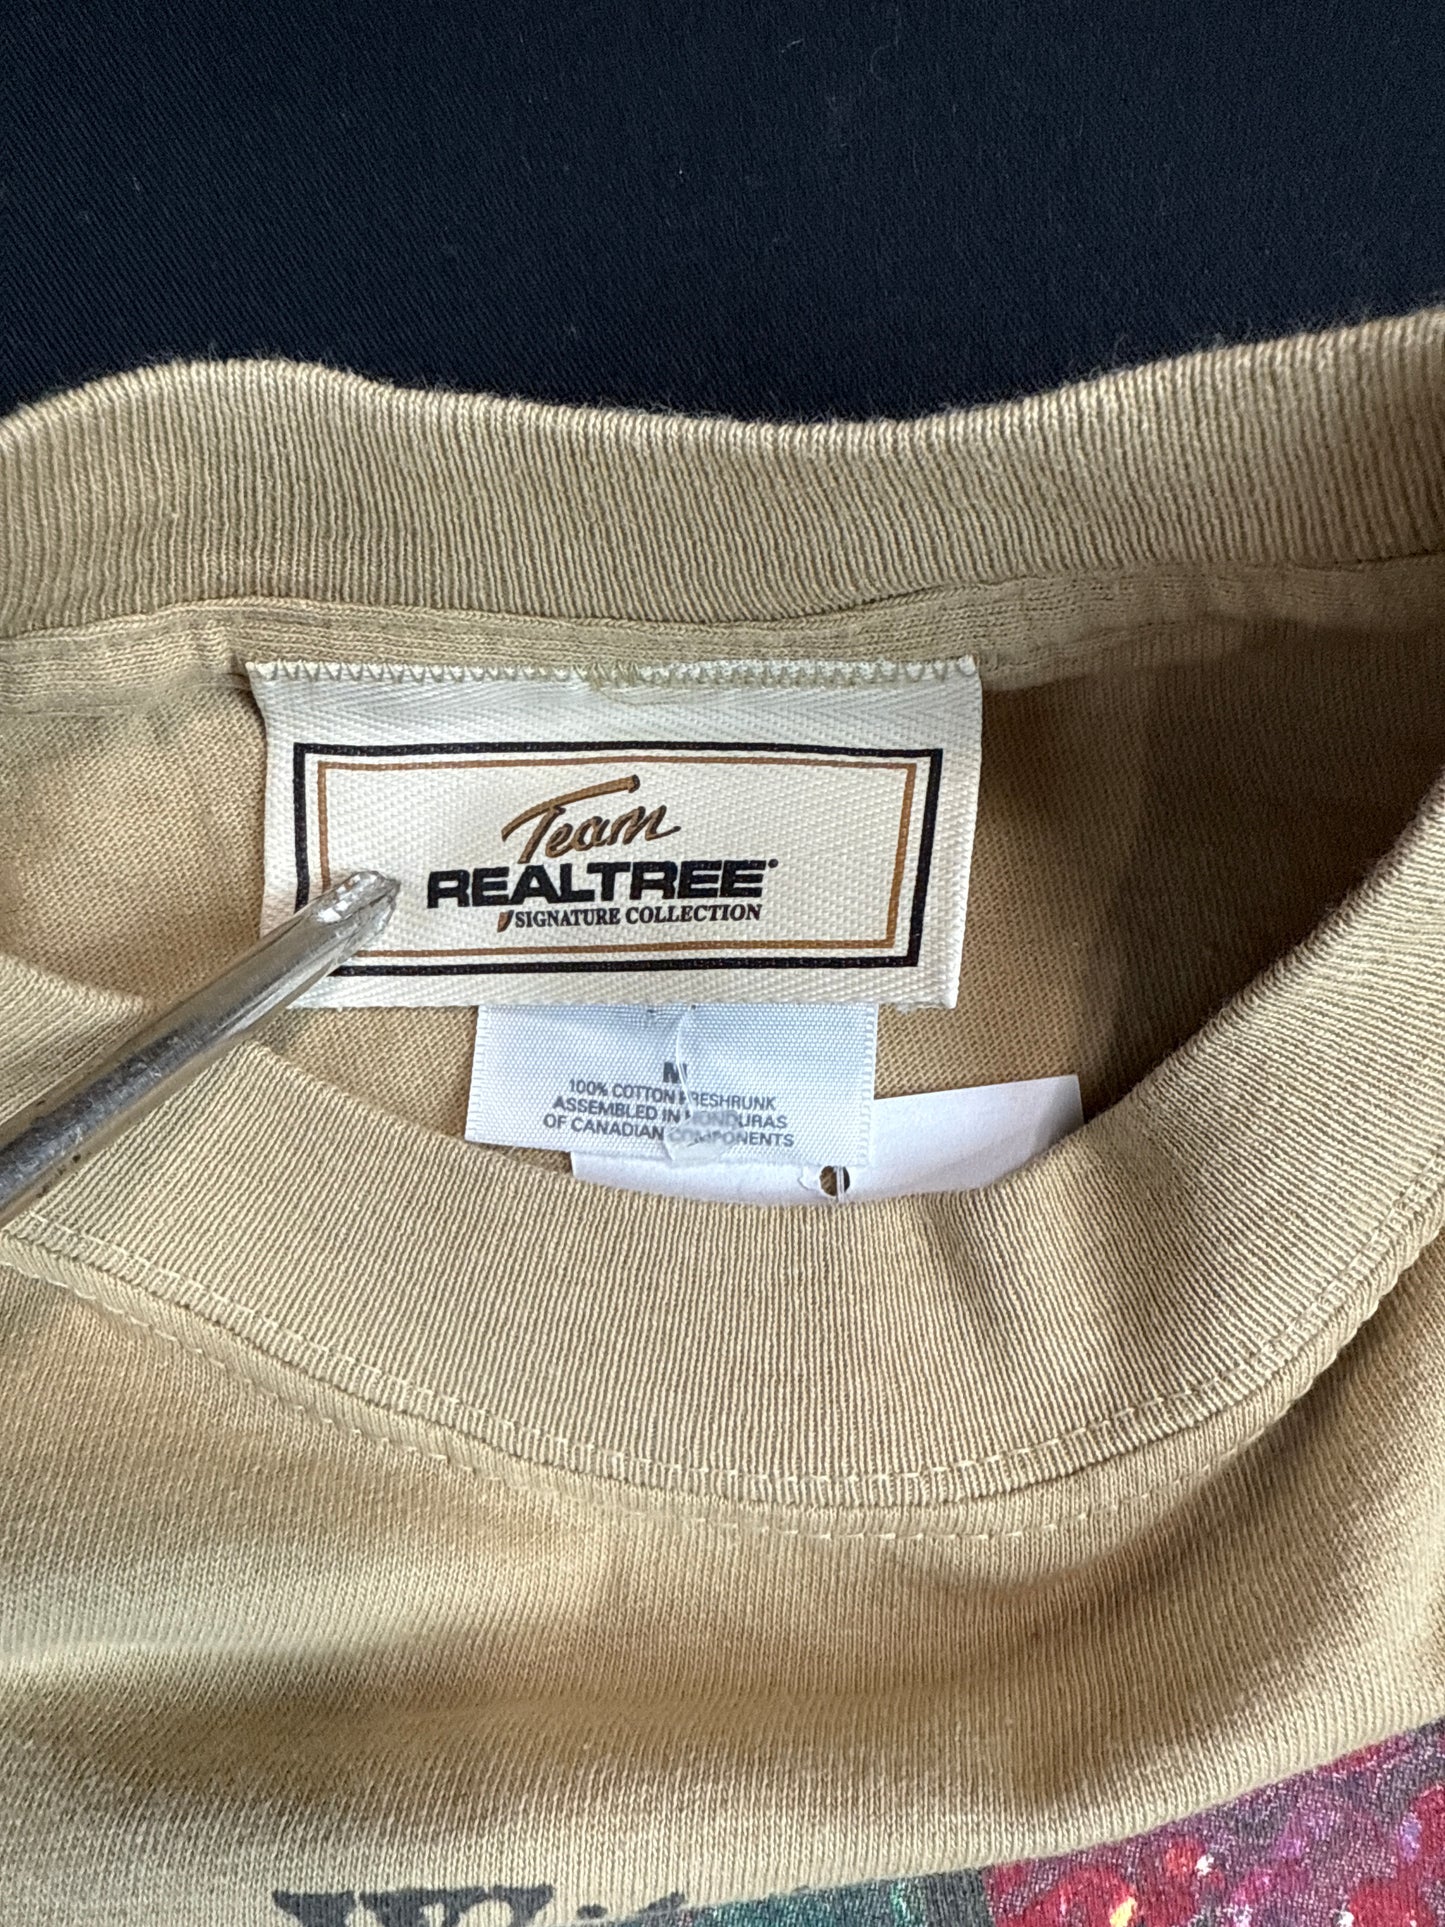 Team
REALTREE®
SIGNATURE COLLECTION
M
100% COTTON PRESHRUNK
ASSEMBLED IN HONDURAS
OF CANADIAN COMPONENTS